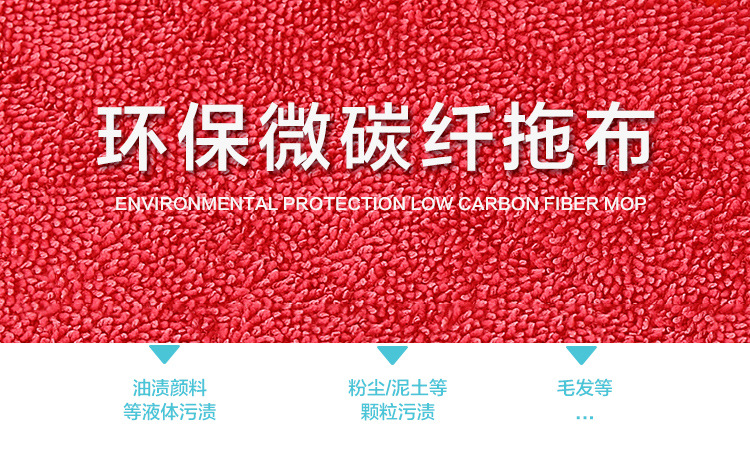 环保微碳纤拖布
ENVIRONMENTAL PROTECTION LOW CARBON FIBER MOP
油渍颜料
等液体污渍
粉尘/泥土等
颗粒污渍
毛发等
...